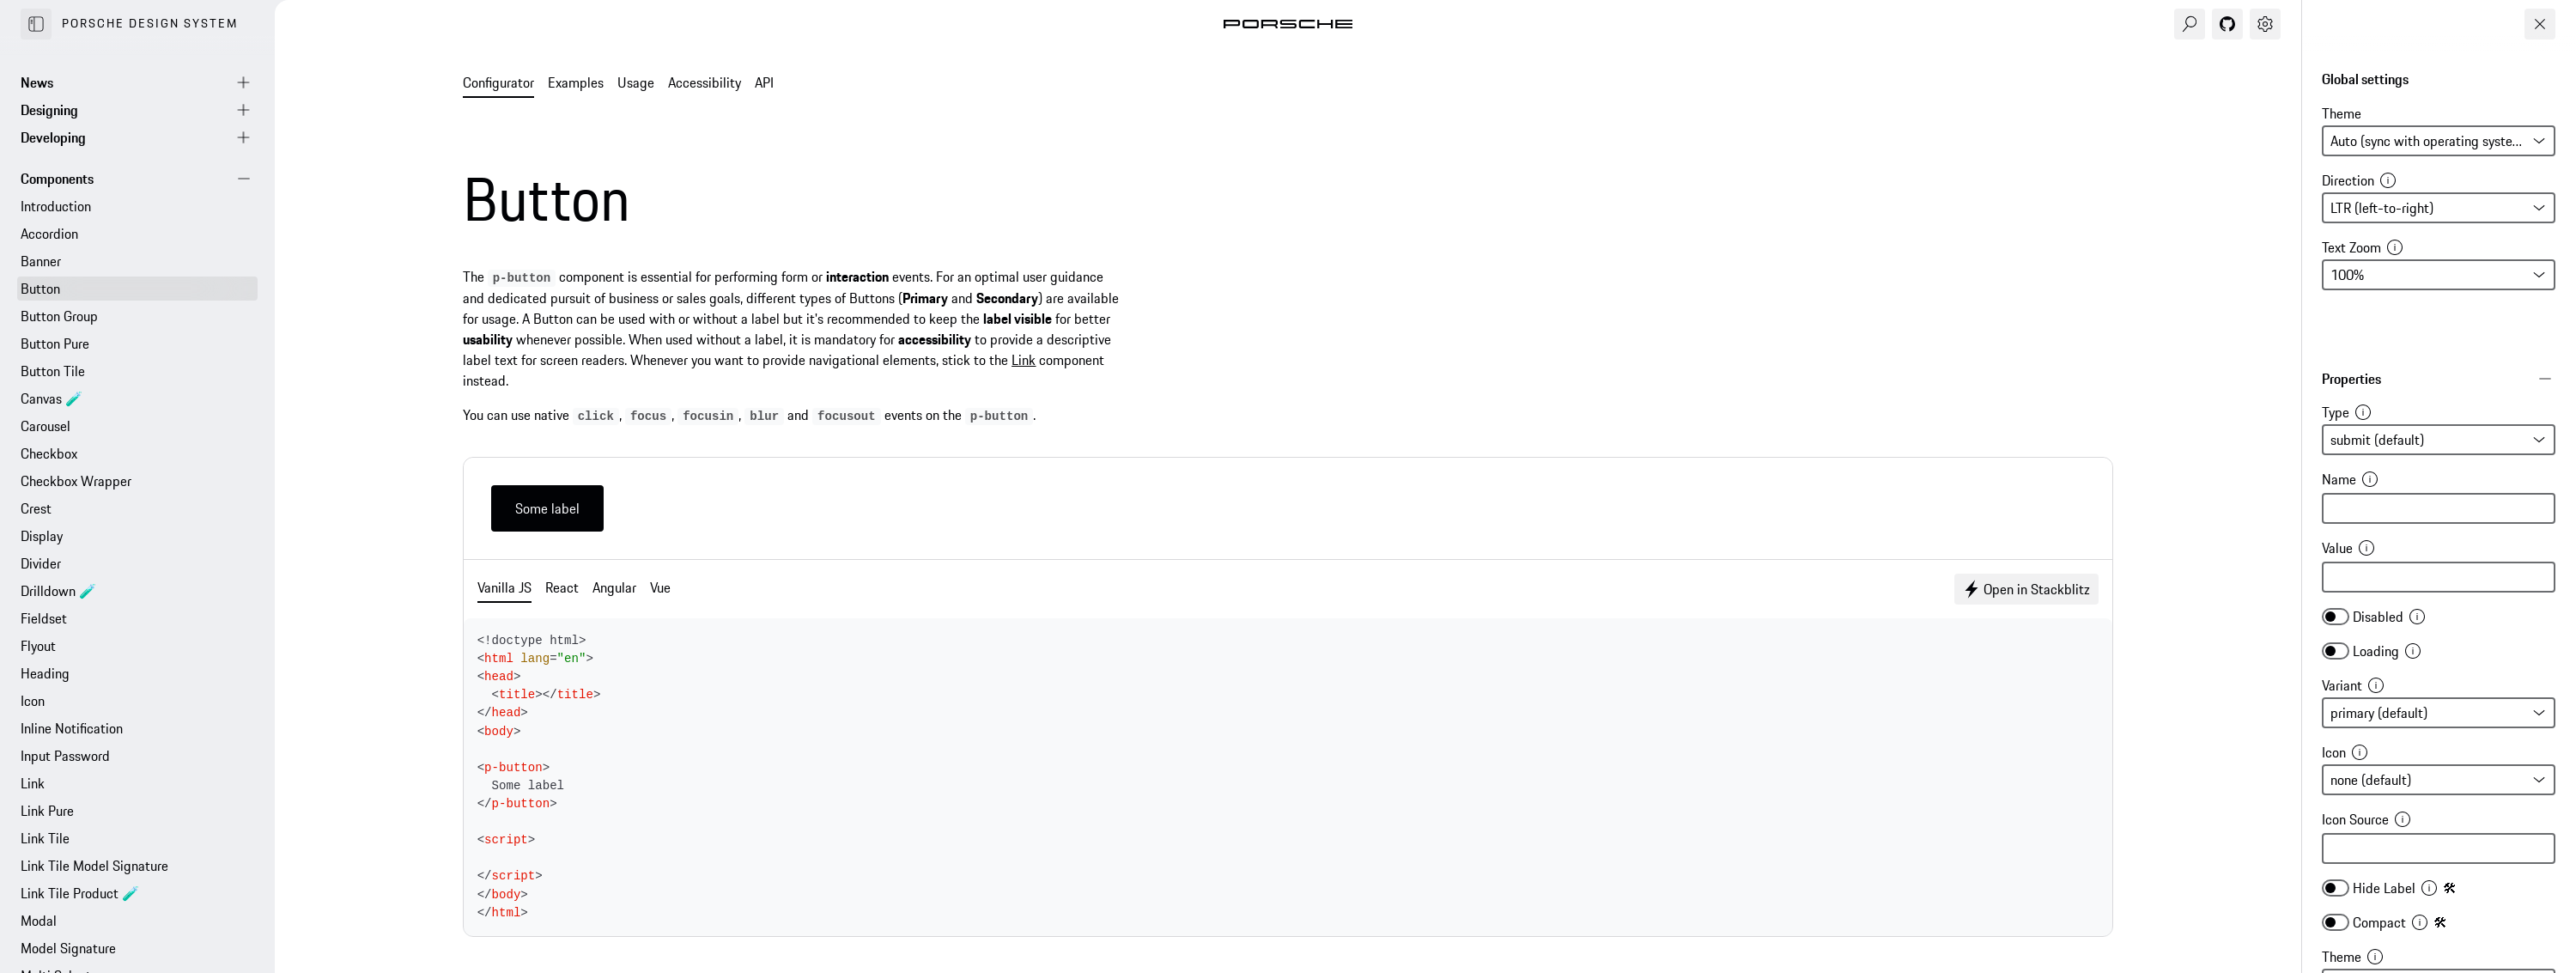 PORSCHE DESIGN SYSTEM
News
Designing
Developing
Components
Introduction
Accordion
Banner
Button
Button Group
Button Pure
Button Tile
Canvas 🧪
Carousel
Checkbox
Checkbox Wrapper
Crest
Display
Divider
Drilldown 🧪
Fieldset
Flyout
Heading
Icon
Inline Notification
Input Password
Link
Link Pure
Link Tile
Link Tile Model Signature
Link Tile Product 🧪
Modal
Model Signature
PORSCHE
Configurator Examples Usage Accessibility API
Button
The p-button component is essential for performing form or interaction events. For an optimal user guidance
and dedicated pursuit of business or sales goals, different types of Buttons (Primary and Secondary) are available
for usage. A Button can be used with or without a label but it's recommended to keep the label visible for better
usability whenever possible. When used without a label, it is mandatory for accessibility to provide a descriptive
label text for screen readers. Whenever you want to provide navigational elements, stick to the Link component
instead.
You can use native click , focus , focusin , blur and focusout events on the p-button .
Some label
Vanilla JS React Angular Vue
Open in Stackblitz
<!doctype html>
<html lang="en">
<head>
  <title></title>
</head>
<body>
<p-button>
  Some label
</p-button>
<script>
</script>
</body>
</html>
Global settings
Theme
Auto (sync with operating syste...
Direction
LTR (left-to-right)
Text Zoom
100%
Properties
Type
submit (default)
Name
Value
Disabled
Loading
Variant
primary (default)
Icon
none (default)
Icon Source
Hide Label 🛠
Compact 🛠
Theme